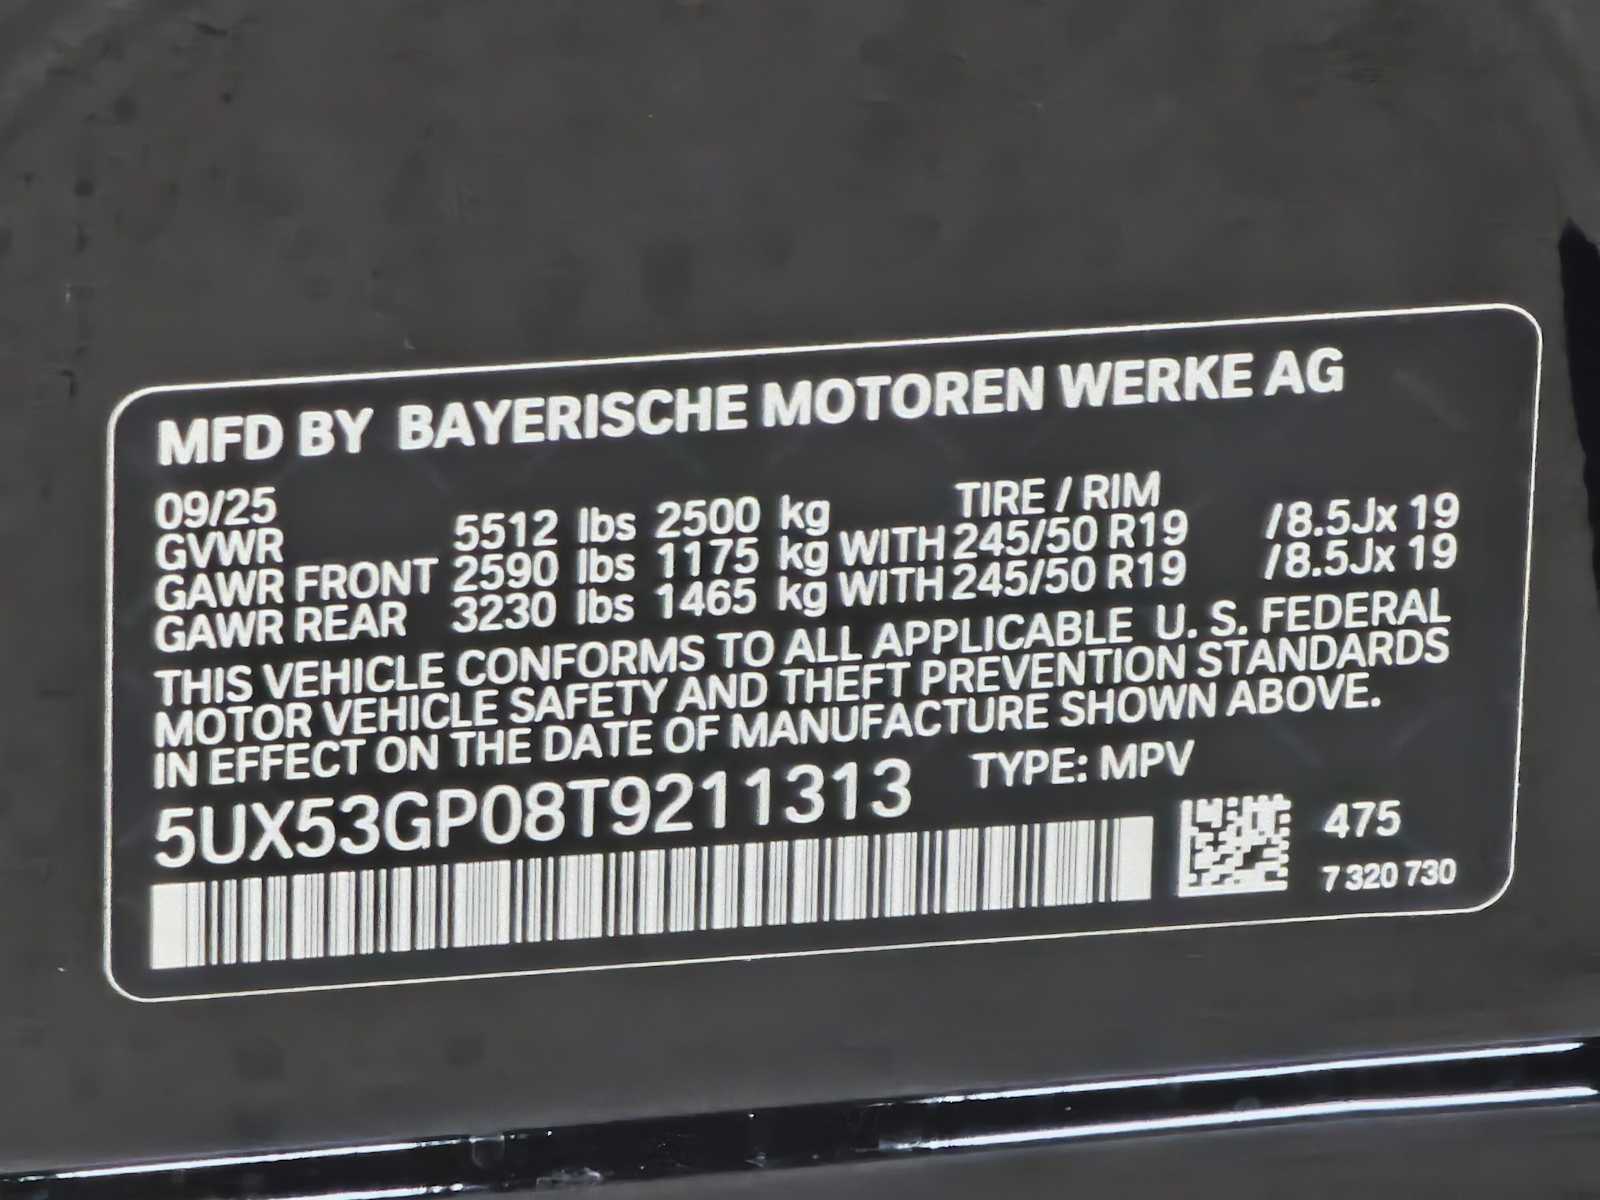 MFD BY BAYERISCHE MOTOREN WERKE AG
09/25 TIRE / RIM
GVWR 5512 lbs 2500 kg
GAWR FRONT 2590 lbs 1175 kg WITH 245/50 R19 /8.5Jx 19
GAWR REAR 3230 lbs 1465 kg WITH 245/50 R19 /8.5Jx 19
THIS VEHICLE CONFORMS TO ALL APPLICABLE U. S. FEDERAL
MOTOR VEHICLE SAFETY AND THEFT PREVENTION STANDARDS
IN EFFECT ON THE DATE OF MANUFACTURE SHOWN ABOVE.
5UX53GP08T9211313 TYPE: MPV
475
7 320 730